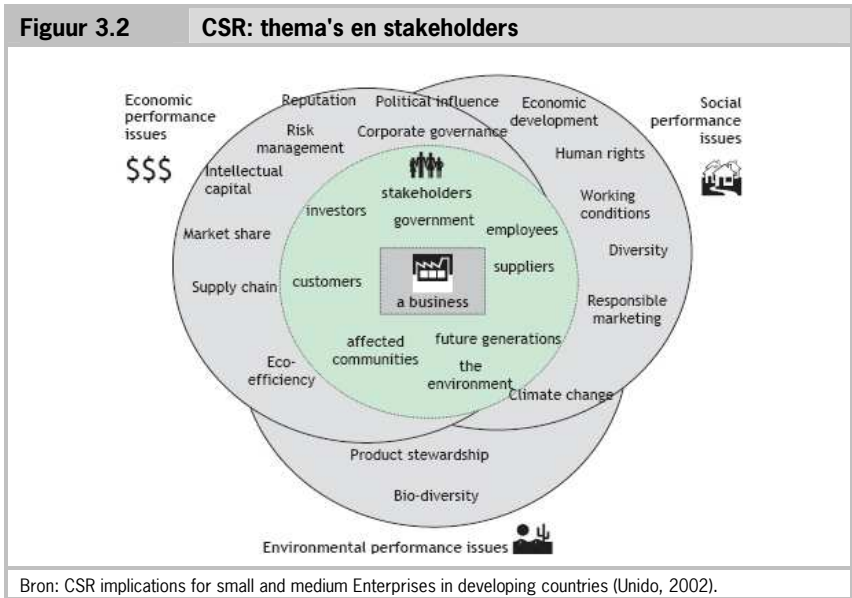 Figuur 3.2 CSR: thema's en stakeholders
Economic
performance
issues
$$$
Reputation
Political influence
Economic
development
Social
performance
issues
Risk
management
Corporate governance
Human rights
Intellectual
capital
stakeholders
Working
conditions
investors
government
employees
Market share
Diversity
suppliers
Supply chain
customers
a business
Responsible
marketing
affected
communities
future generations
Eco-
efficiency
the
environment
Climate change
Product stewardship
Bio-diversity
Environmental performance issues
Bron: CSR implications for small and medium Enterprises in developing countries (Unido, 2002).